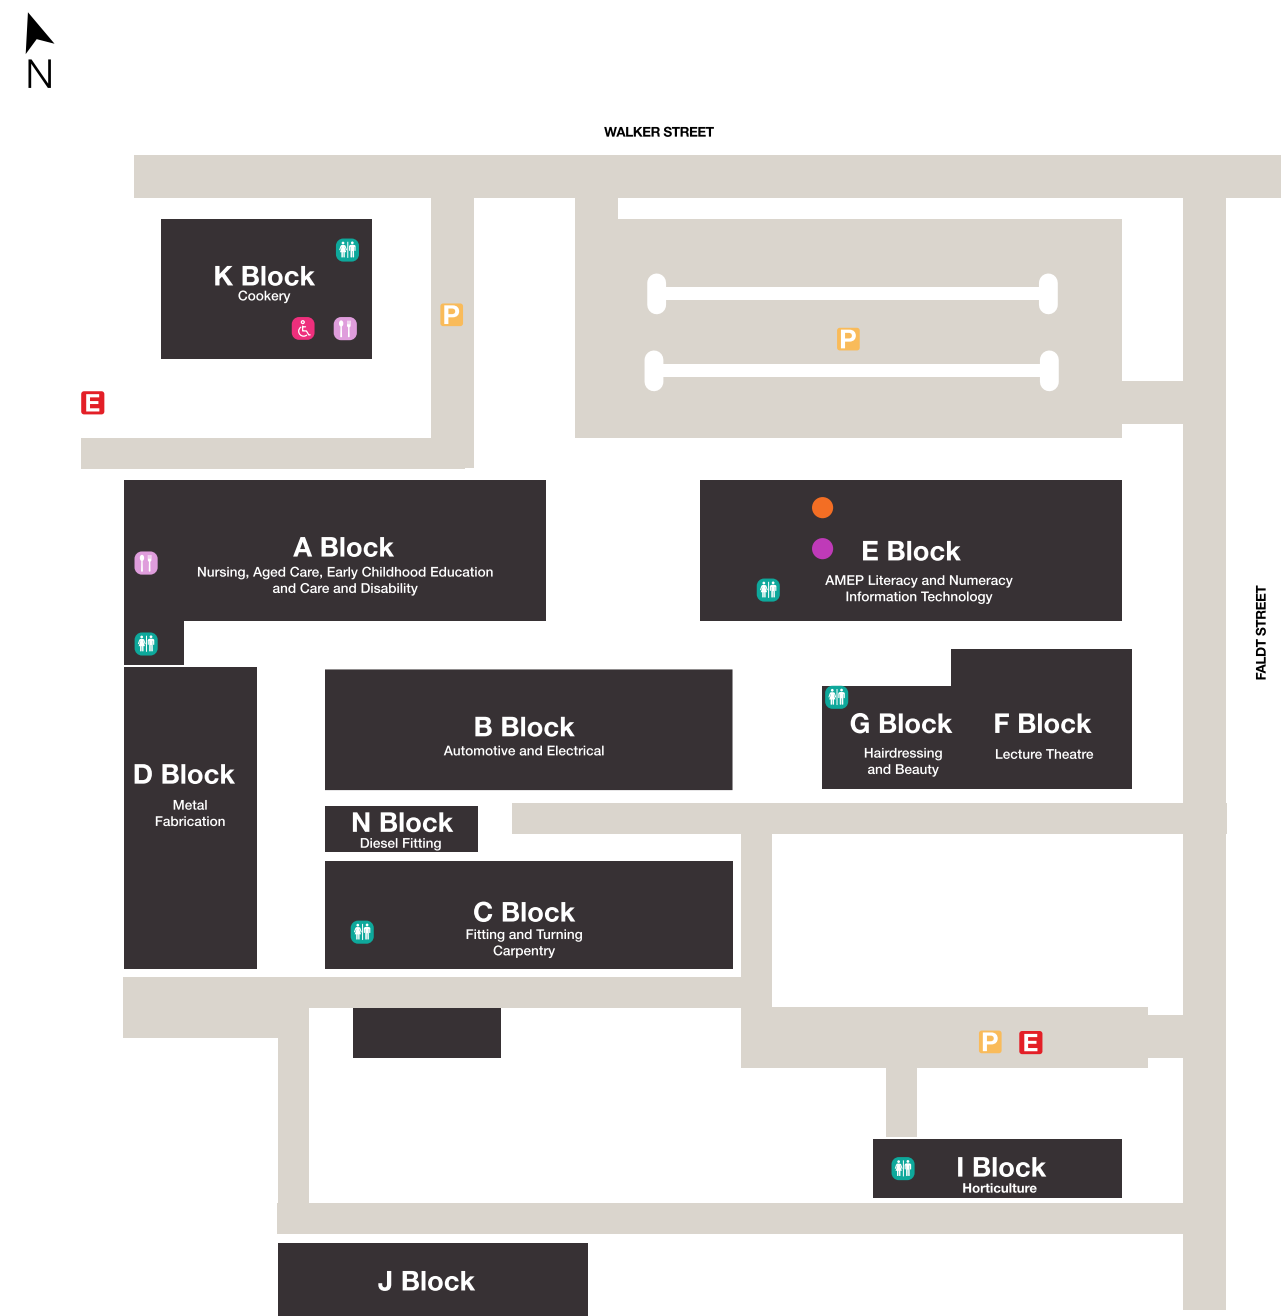 N
WALKER STREET
K Block
Cookery
P
P
E
A Block
Nursing, Aged Care, Early Childhood Education
and Care and Disability
E Block
AMEP Literacy and Numeracy
Information Technology
FALDT STREET
B Block
Automotive and Electrical
G Block
Hairdressing
and Beauty
F Block
Lecture Theatre
D Block
Metal
Fabrication
N Block
Diesel Fitting
C Block
Fitting and Turning
Carpentry
P
E
I Block
Horticulture
J Block